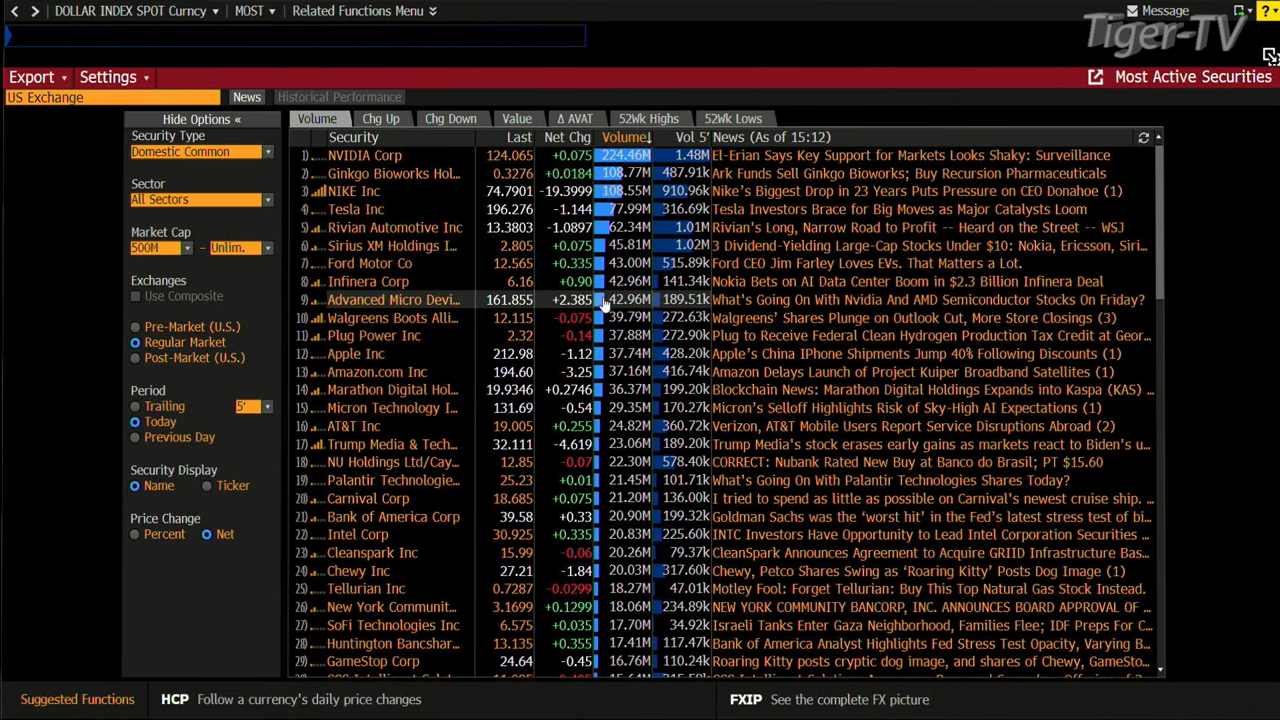 DOLLAR INDEX SPOT Curncy MOST Related Functions Menu Message ?
Tiger-TV
Export Settings Most Active Securities
US Exchange News Historical Performance
Hide Options «
Security Type
Domestic Common
Sector
All Sectors
Market Cap
500M – Unlim.
Exchanges
Use Composite
Pre-Market (U.S.)
Regular Market
Post-Market (U.S.)
Period
Trailing 5'
Today
Previous Day
Security Display
Name Ticker
Price Change
Percent Net
Volume Chg Up Chg Down Value Δ AVAT 52Wk Highs 52Wk Lows
Security Last Net Chg Volume↓ Vol 5' News (As of 15:12)
1) NVIDIA Corp 124.065 +0.075 224.46M 1.48M El-Erian Says Key Support for Markets Looks Shaky: Surveillance
2) Ginkgo Bioworks Hol... 0.3276 +0.0184 108.77M 487.91k Ark Funds Sell Ginkgo Bioworks; Buy Recursion Pharmaceuticals
3) NIKE Inc 74.7901 -19.3999 108.55M 910.96k Nike's Biggest Drop in 23 Years Puts Pressure on CEO Donahoe (1)
4) Tesla Inc 196.276 -1.144 77.99M 316.69k Tesla Investors Brace for Big Moves as Major Catalysts Loom
5) Rivian Automotive Inc 13.3803 -1.0897 62.34M 1.01M Rivian's Long, Narrow Road to Profit -- Heard on the Street -- WSJ
6) Sirius XM Holdings I... 2.805 +0.075 45.81M 1.02M 3 Dividend-Yielding Large-Cap Stocks Under $10: Nokia, Ericsson, Siri...
7) Ford Motor Co 12.565 +0.335 43.00M 515.89k Ford CEO Jim Farley Loves EVs. That Matters a Lot.
8) Infinera Corp 6.16 +0.90 42.96M 141.34k Nokia Bets on AI Data Center Boom in $2.3 Billion Infinera Deal
9) Advanced Micro Devi... 161.855 +2.385 42.96M 189.51k What's Going On With Nvidia And AMD Semiconductor Stocks On Friday?
10) Walgreens Boots Alli... 12.115 -0.075 39.79M 272.63k Walgreens' Shares Plunge on Outlook Cut, More Store Closings (3)
11) Plug Power Inc 2.32 -0.14 37.88M 272.90k Plug to Receive Federal Clean Hydrogen Production Tax Credit at Geor...
12) Apple Inc 212.98 -1.12 37.74M 428.20k Apple's China IPhone Shipments Jump 40% Following Discounts (1)
13) Amazon.com Inc 194.60 -3.25 37.16M 416.74k Amazon Delays Launch of Project Kuiper Broadband Satellites (1)
14) Marathon Digital Hol... 19.9346 +0.2746 36.37M 199.20k Blockchain News: Marathon Digital Holdings Expands into Kaspa (KAS) ...
15) Micron Technology I... 131.69 -0.54 29.35M 170.27k Micron's Selloff Highlights Risk of Sky-High AI Expectations (1)
16) AT&T Inc 19.005 +0.255 24.82M 360.72k Verizon, AT&T Mobile Users Report Service Disruptions Abroad (2)
17) Trump Media & Tech... 32.111 -4.619 23.06M 189.20k Trump Media's stock erases early gains as markets react to Biden's u...
18) NU Holdings Ltd/Cay... 12.85 -0.07 22.30M 578.40k CORRECT: Nubank Rated New Buy at Banco do Brasil; PT $15.60
19) Palantir Technologie... 25.23 +0.01 21.45M 101.71k What's Going On With Palantir Technologies Shares Today?
20) Carnival Corp 18.685 +0.075 21.20M 136.00k I tried to spend as little as possible on Carnival's newest cruise ship. ...
21) Bank of America Corp 39.58 +0.33 20.90M 199.32k Goldman Sachs was the 'worst hit' in the Fed's latest stress test of bi...
22) Intel Corp 30.925 +0.335 20.83M 225.60k INTC Investors Have Opportunity to Lead Intel Corporation Securities ...
23) Cleanspark Inc 15.99 -0.06 20.26M 79.37k CleanSpark Announces Agreement to Acquire GRIID Infrastructure Bas...
24) Chewy Inc 27.21 -1.84 20.03M 317.60k Chewy, Petco Shares Swing as 'Roaring Kitty' Posts Dog Image (1)
25) Tellurian Inc 0.7287 -0.0299 18.27M 47.01k Motley Fool: Forget Tellurian: Buy This Top Natural Gas Stock Instead.
26) New York Communit... 3.1699 +0.1299 18.06M 234.89k NEW YORK COMMUNITY BANCORP, INC. ANNOUNCES BOARD APPROVAL OF ...
27) SoFi Technologies Inc 6.575 +0.035 17.70M 34.92k Israeli Tanks Enter Gaza Neighborhood, Families Flee; IDF Preps For C...
28) Huntington Bancshar... 13.135 +0.355 17.41M 117.47k Bank of America Analyst Highlights Fed Stress Test Opacity, Varying B...
29) GameStop Corp 24.64 -0.45 16.76M 110.24k Roaring Kitty posts cryptic dog image, and shares of Chewy, GameSto...
Suggested Functions HCP Follow a currency's daily price changes FXIP See the complete FX picture